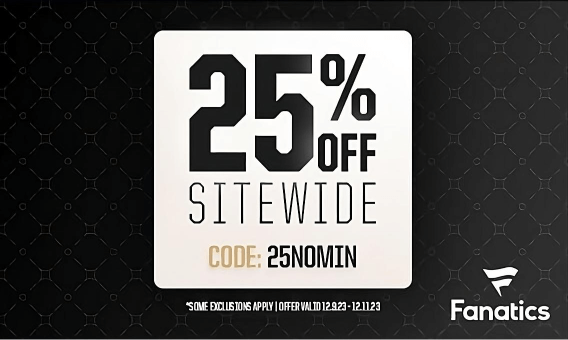 25%
OFF
SITEWIDE
CODE: 25NOMIN
*SOME EXCLUSIONS APPLY | OFFER VALID 12.9.23 - 12.11.23
Fanatics